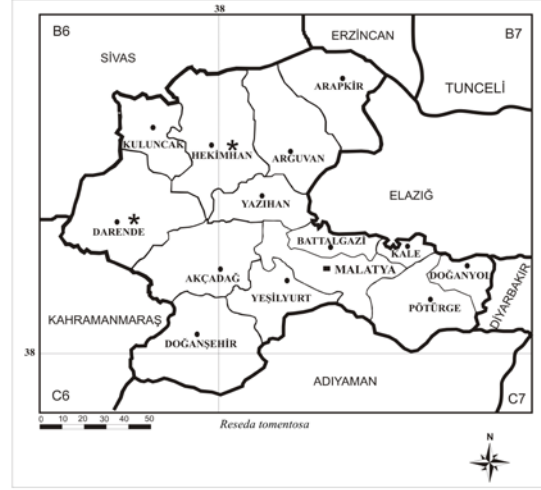 38
B6
ERZİNCAN
B7
SİVAS
ARAPKİR
TUNCELİ
KULUNCAK
HEKİMHAN *
ARGUVAN
ELAZIĞ
YAZIHAN
DARENDE *
BATTALGAZİ
KALE
AKÇADAĞ
MALATYA
DOĞANYOL
YEŞİLYURT
PÖTÜRGE
DİYARBAKIR
KAHRAMANMARAŞ
DOĞANŞEHİR
38
ADIYAMAN
C6
C7
0 10 20 30 40 50
Reseda tomentosa
N